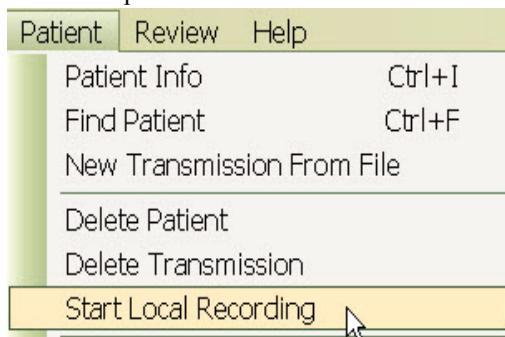 Patient Review Help
Patient Info Ctrl+I
Find Patient Ctrl+F
New Transmission From File
Delete Patient
Delete Transmission
Start Local Recording